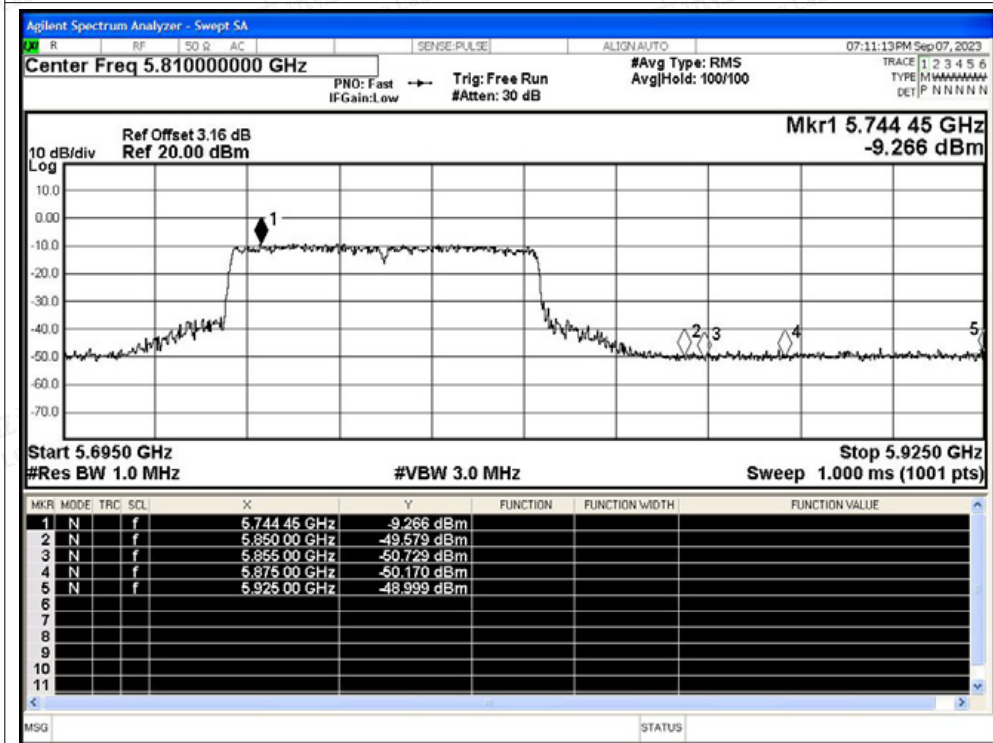 Agilent Spectrum Analyzer - Swept SA
LXI R RF 50 Ω AC SENSE:PULSE ALIGN AUTO 07:11:13 PM Sep 07, 2023
Center Freq 5.810000000 GHz
PNO: Fast
IFGain:Low
Trig: Free Run
#Atten: 30 dB
#Avg Type: RMS
Avg|Hold: 100/100
TRACE 1 2 3 4 5 6
TYPE M WWWWW
DET P N N N N N
Ref Offset 3.16 dB
10 dB/div Ref 20.00 dBm
Log
Mkr1 5.744 45 GHz
-9.266 dBm
10.0
0.00
-10.0
-20.0
-30.0
-40.0
-50.0
-60.0
-70.0
1
2
3
4
5
Start 5.6950 GHz Stop 5.9250 GHz
#Res BW 1.0 MHz #VBW 3.0 MHz Sweep 1.000 ms (1001 pts)
MKR MODE TRC SCL X Y FUNCTION FUNCTION WIDTH FUNCTION VALUE
1 N f 5.744 45 GHz -9.266 dBm
2 N f 5.850 00 GHz -49.579 dBm
3 N f 5.855 00 GHz -50.729 dBm
4 N f 5.875 00 GHz -50.170 dBm
5 N f 5.925 00 GHz -48.999 dBm
6
7
8
9
10
11
MSG STATUS